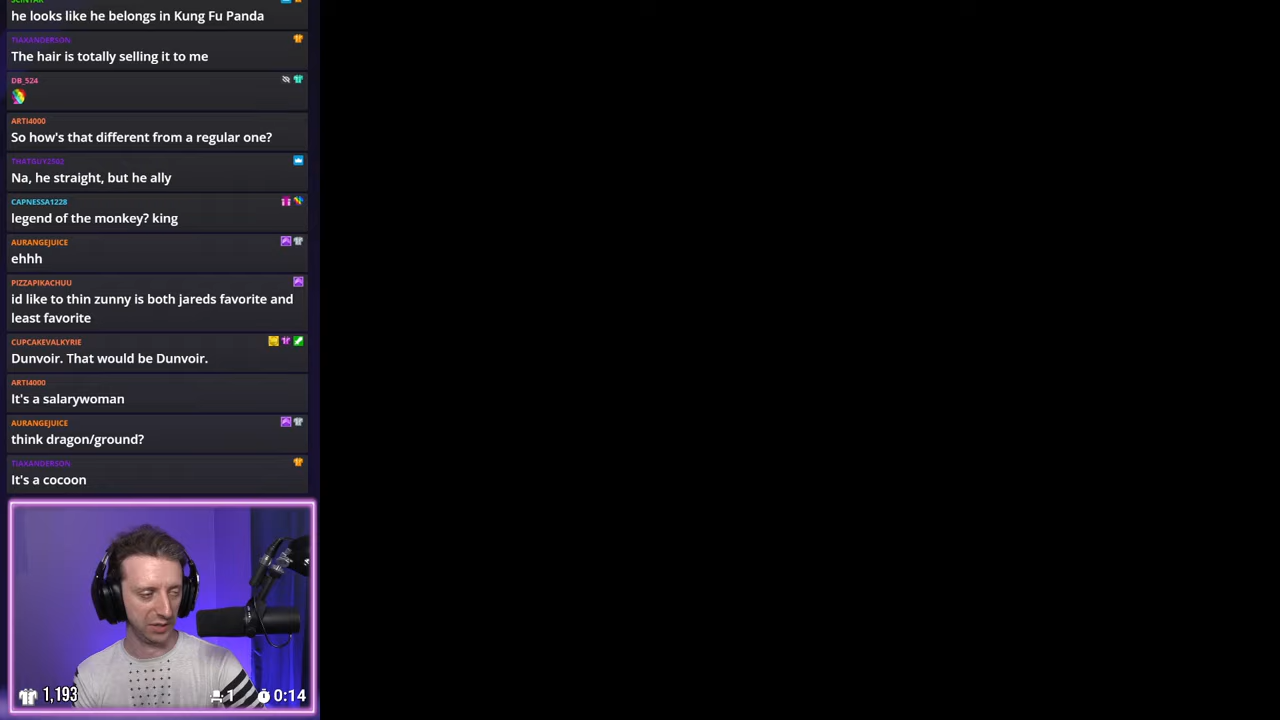 he looks like he belongs in Kung Fu Panda
TIAXANDERSON
The hair is totally selling it to me
DB_524
ARTI4000
So how's that different from a regular one?
THATGUY2502
Na, he straight, but he ally
CAPNESSA1228
legend of the monkey? king
AURANGEJUICE
ehhh
PIZZAPIKACHUU
id like to thin zunny is both jareds favorite and
least favorite
CUPCAKEVALKYRIE
Dunvoir. That would be Dunvoir.
ARTI4000
It's a salarywoman
AURANGEJUICE
think dragon/ground?
TIAXANDERSON
It's a cocoon
1,193
1
0:14